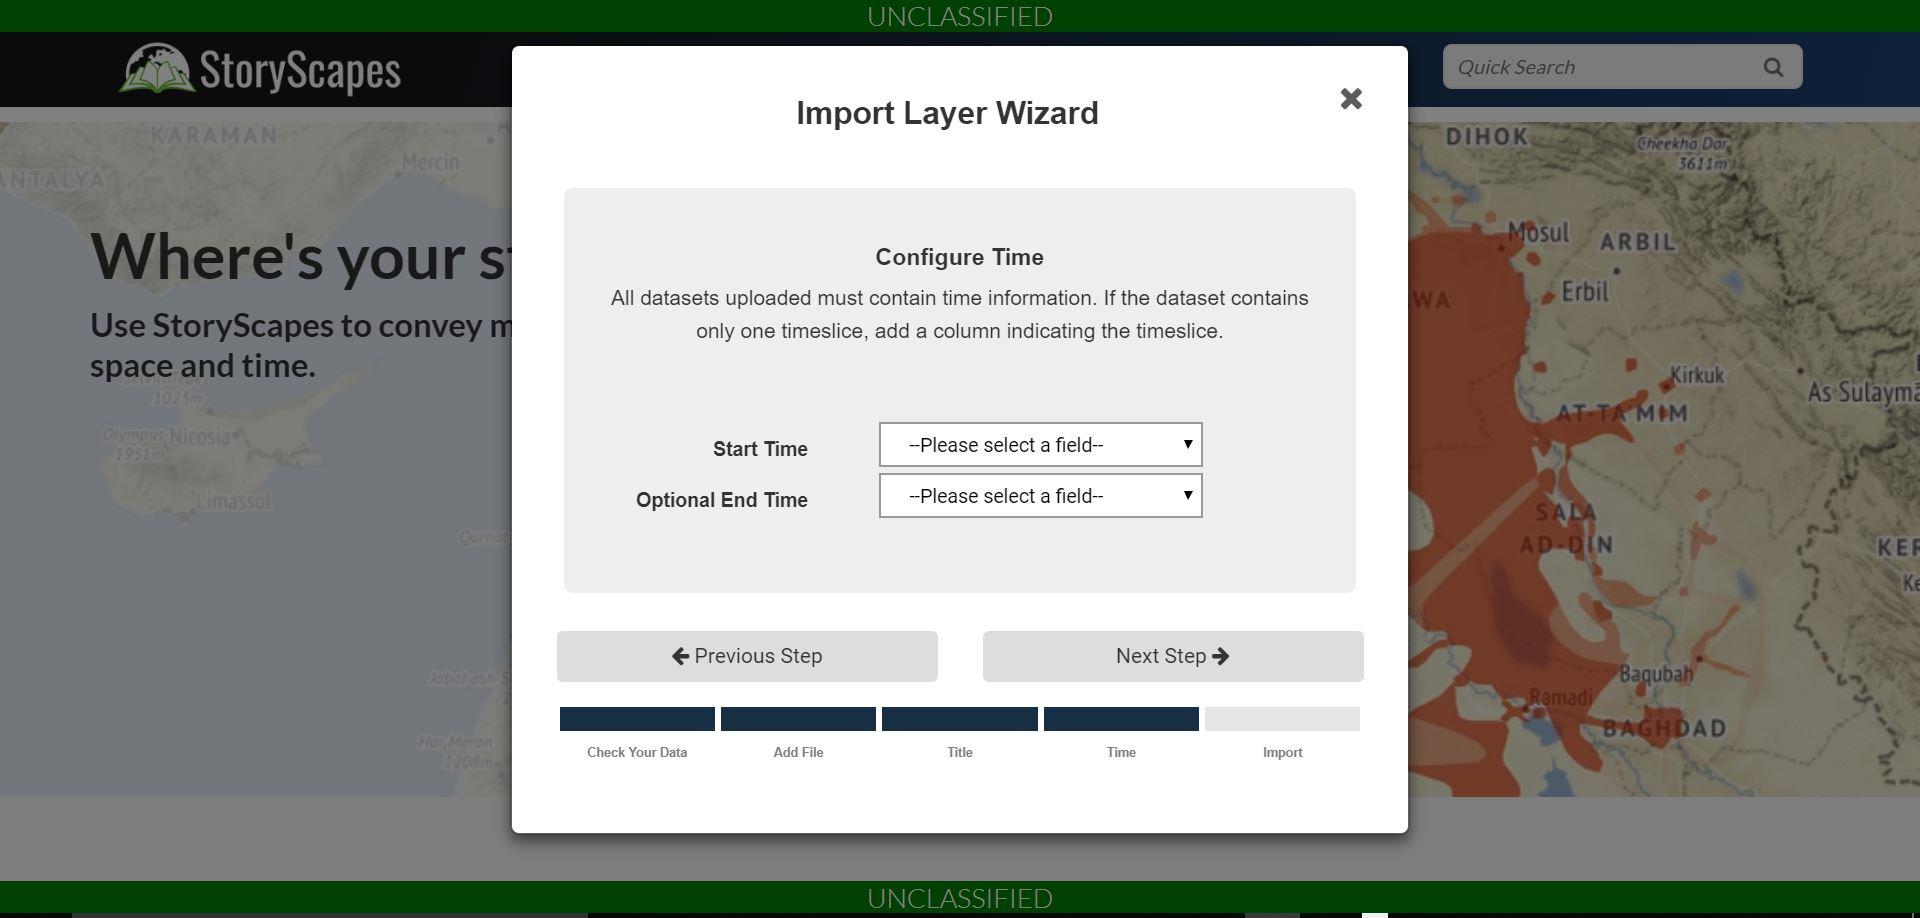 UNCLASSIFIED
StoryScapes
Quick Search
Import Layer Wizard
KARAMAN
Mercin
ANTALYA
Where's your s
Use StoryScapes to convey m
space and time.
1023m
Olympus
1951m
Nicosia
Limassol
Qurnat
Jabal ash S
Har Meron
1208m
Configure Time
All datasets uploaded must contain time information. If the dataset contains
only one timeslice, add a column indicating the timeslice.
Start Time
--Please select a field--
Optional End Time
--Please select a field--
Previous Step
Next Step
Check Your Data
Add File
Title
Time
Import
DIHOK
Cheekha Dar
3611m
Mosul
ARBIL
Erbil
WA
Kirkuk
As Sulaymā
AT-TA'MIM
SALA
AD-DIN
KER
Ke
Baqubah
Ramadi
BAGHDAD
UNCLASSIFIED